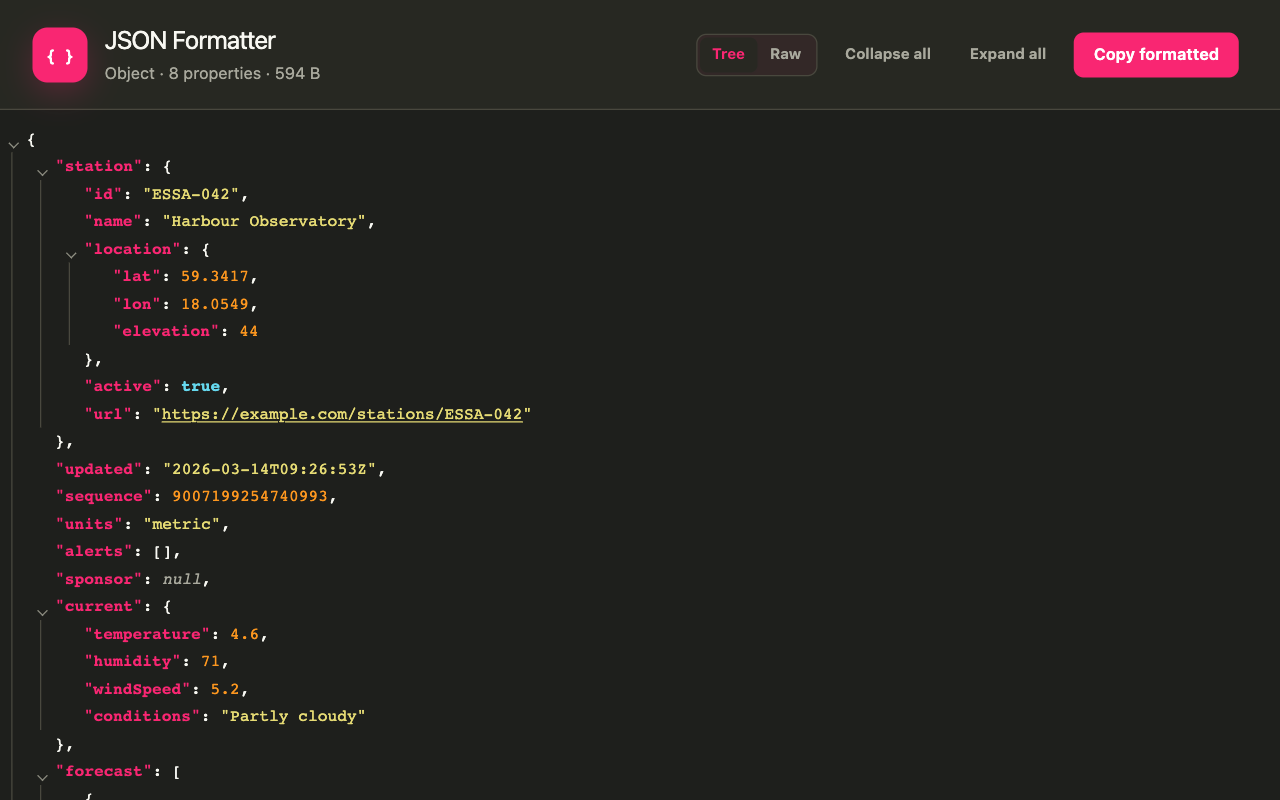 { }
JSON Formatter
Object · 8 properties · 594 B
Tree
Raw
Collapse all
Expand all
Copy formatted
{
"station": {
"id": "ESSA-042",
"name": "Harbour Observatory",
"location": {
"lat": 59.3417,
"lon": 18.0549,
"elevation": 44
},
"active": true,
"url": "https://example.com/stations/ESSA-042"
},
"updated": "2026-03-14T09:26:53Z",
"sequence": 9007199254740993,
"units": "metric",
"alerts": [],
"sponsor": null,
"current": {
"temperature": 4.6,
"humidity": 71,
"windSpeed": 5.2,
"conditions": "Partly cloudy"
},
"forecast": [
{